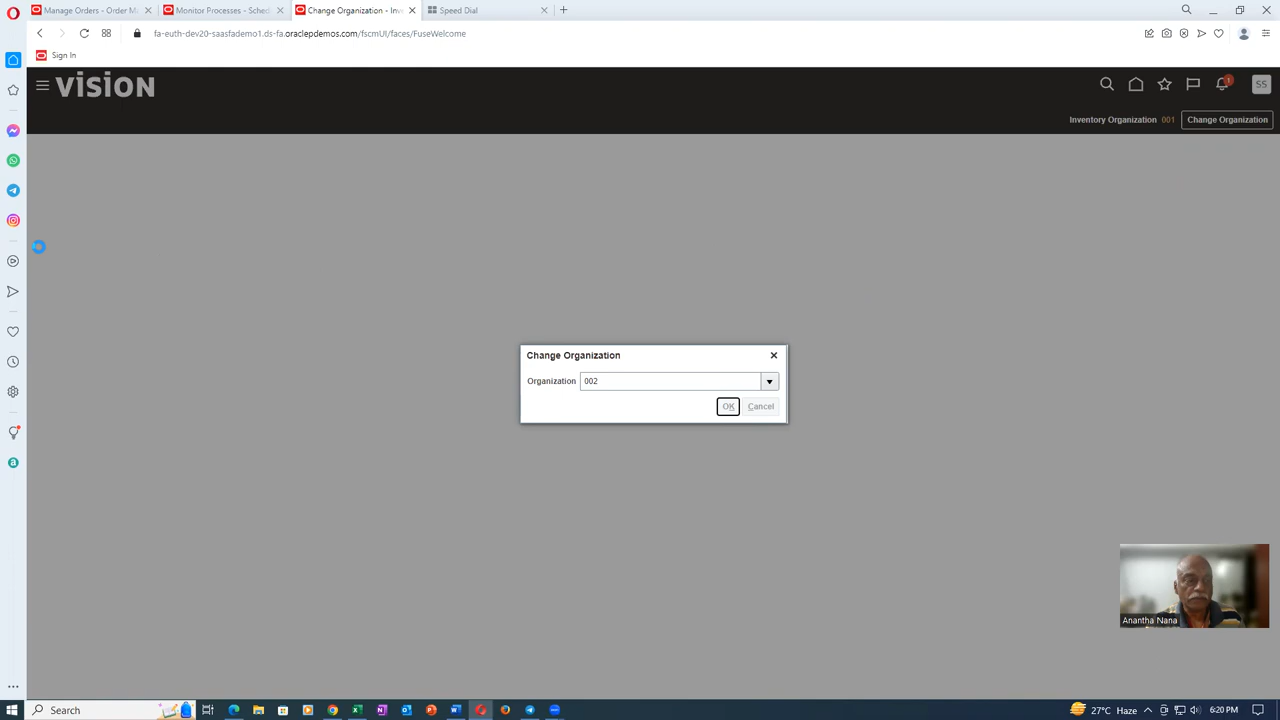 Manage Orders - Order M
Monitor Processes - Sched
Change Organization - Inv
Speed Dial
fa-euth-dev20-saasfademo1.ds-fa.oraclepdemos.com/fscmUI/faces/FuseWelcome
Sign In
VISION
1
SS
Inventory Organization 001
Change Organization
Change Organization
Organization 002
OK
Cancel
Anantha Nana
Search
27°C Haze
6:20 PM